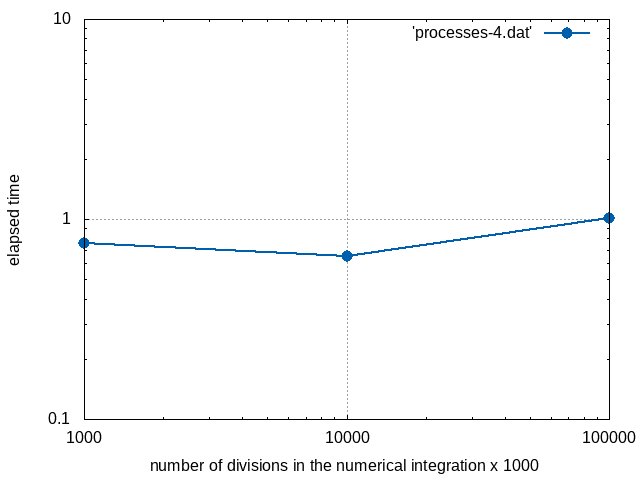 10
'processes-4.dat'
elapsed time
1
0.1
1000 10000 100000
number of divisions in the numerical integration x 1000